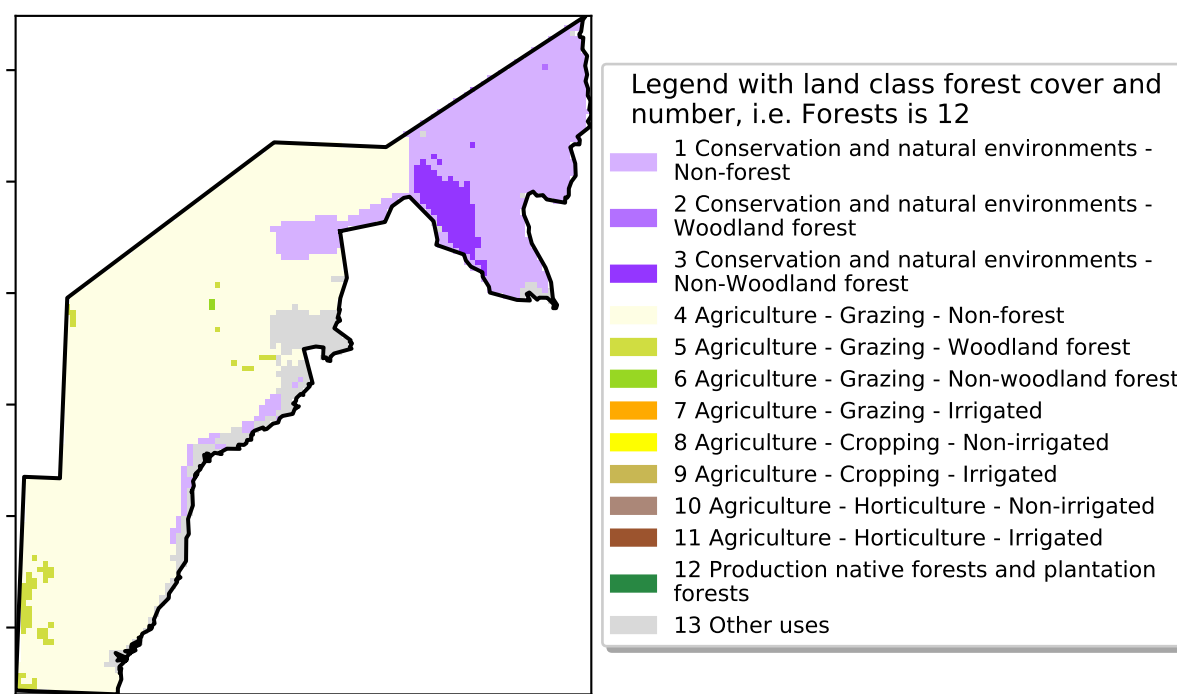 Legend with land class forest cover and
number, i.e. Forests is 12
1 Conservation and natural environments -
Non-forest
2 Conservation and natural environments -
Woodland forest
3 Conservation and natural environments -
Non-Woodland forest
4 Agriculture - Grazing - Non-forest
5 Agriculture - Grazing - Woodland forest
6 Agriculture - Grazing - Non-woodland forest
7 Agriculture - Grazing - Irrigated
8 Agriculture - Cropping - Non-irrigated
9 Agriculture - Cropping - Irrigated
10 Agriculture - Horticulture - Non-irrigated
11 Agriculture - Horticulture - Irrigated
12 Production native forests and plantation
forests
13 Other uses